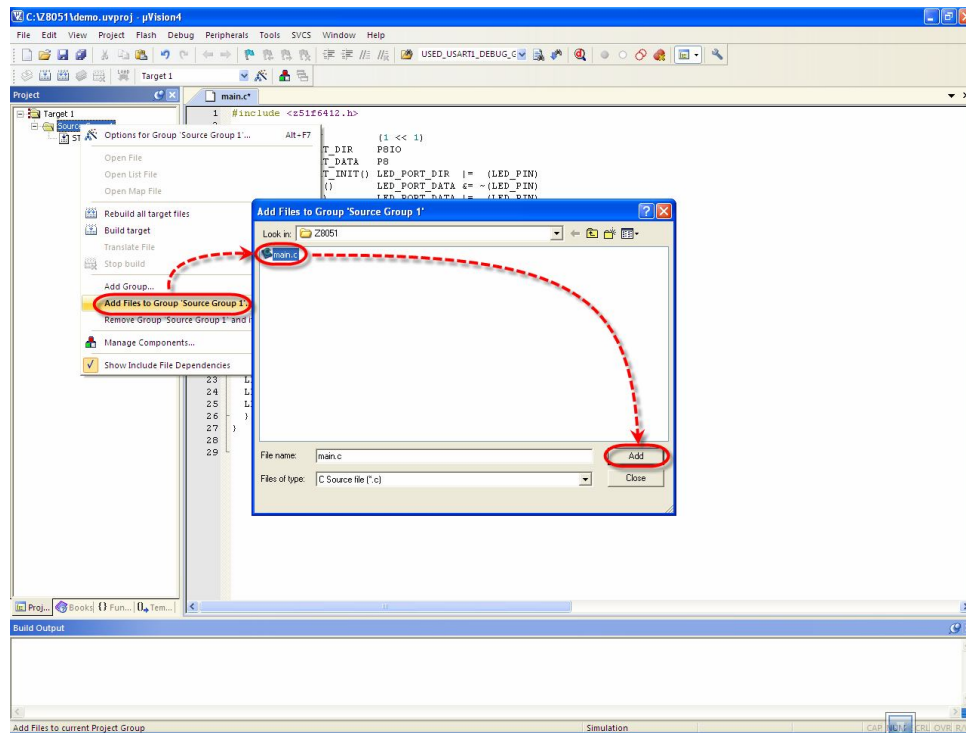 C:\Z8051\demo.uvproj - µVision4
File Edit View Project Flash Debug Peripherals Tools SVCS Window Help
USED_USART1_DEBUG_G
Target 1
Project
main.c*
Target 1
1 #include <z51f6412.h>
2
(1 << 1)
T_DIR P8IO
T_DATA P8
T_INIT() LED_PORT_DIR |= (LED_PIN)
() LED_PORT_DATA &= ~(LED_PIN)
LED_PORT_DATA |= (LED_PIN)
Options for Group 'Source Group 1'... Alt+F7
Open File
Open List File
Open Map File
Rebuild all target files
Build target
Translate File
Stop build
Add Group...
Add Files to Group 'Source Group 1'...
Remove Group 'Source Group 1' and
Manage Components...
Show Include File Dependencies
Add Files to Group 'Source Group 1'
Look in: Z8051
main.c
File name: main.c
Add
Files of type: C Source file (*.c)
Close
23
24
25
26 }
27 }
28
29
Proj... Books {} Fun... Tem...
Build Output
Add Files to current Project Group
Simulation
CAP NUM CRL OVR R/